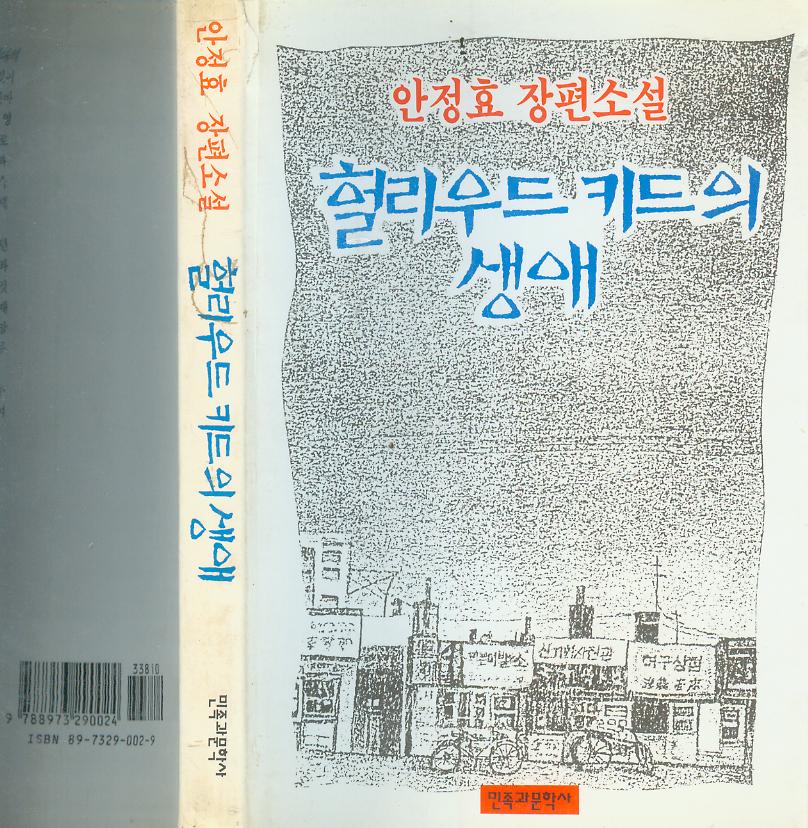 33810
9 788973 290024
ISBN 89-7329-002-9
안정효 장편소설 헐리우드 키드의 생애 민족과문학사
안정효 장편소설
헐리우드 키드의
생애
민족과문학사